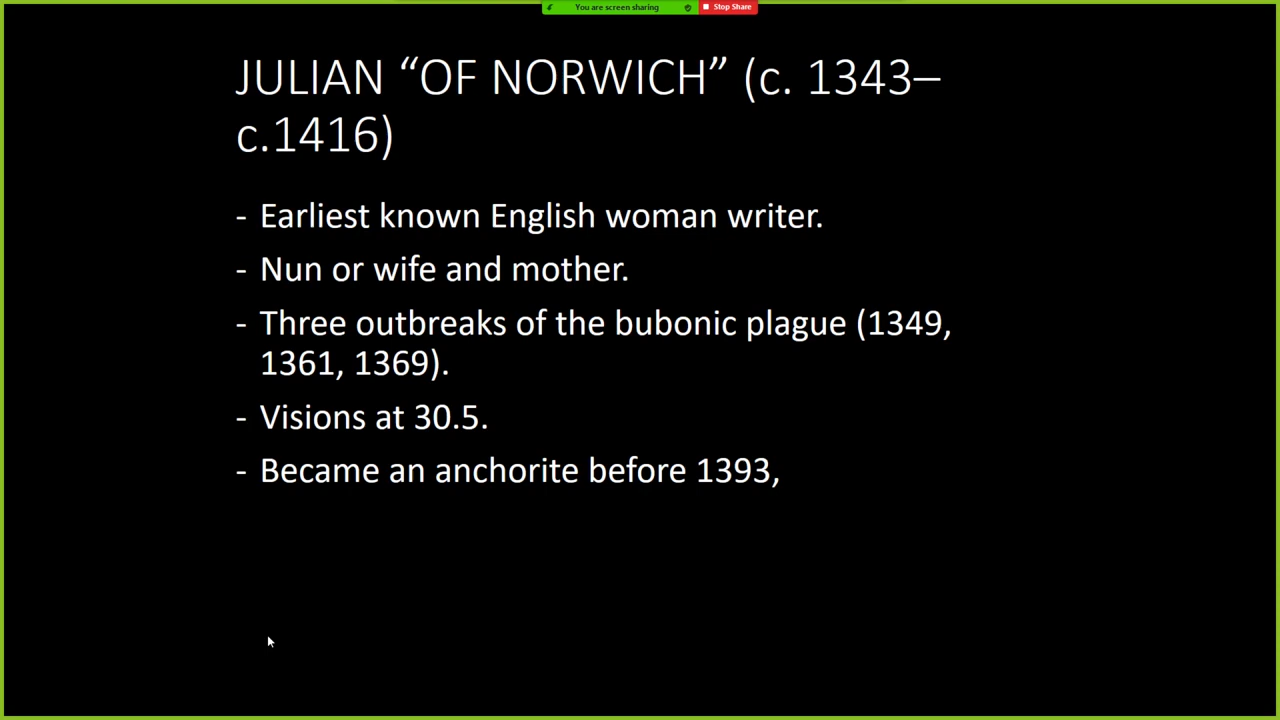 You are screen sharing
Stop Share
JULIAN “OF NORWICH” (c. 1343–
c.1416)
- Earliest known English woman writer.
- Nun or wife and mother.
- Three outbreaks of the bubonic plague (1349,
1361, 1369).
- Visions at 30.5.
- Became an anchorite before 1393,